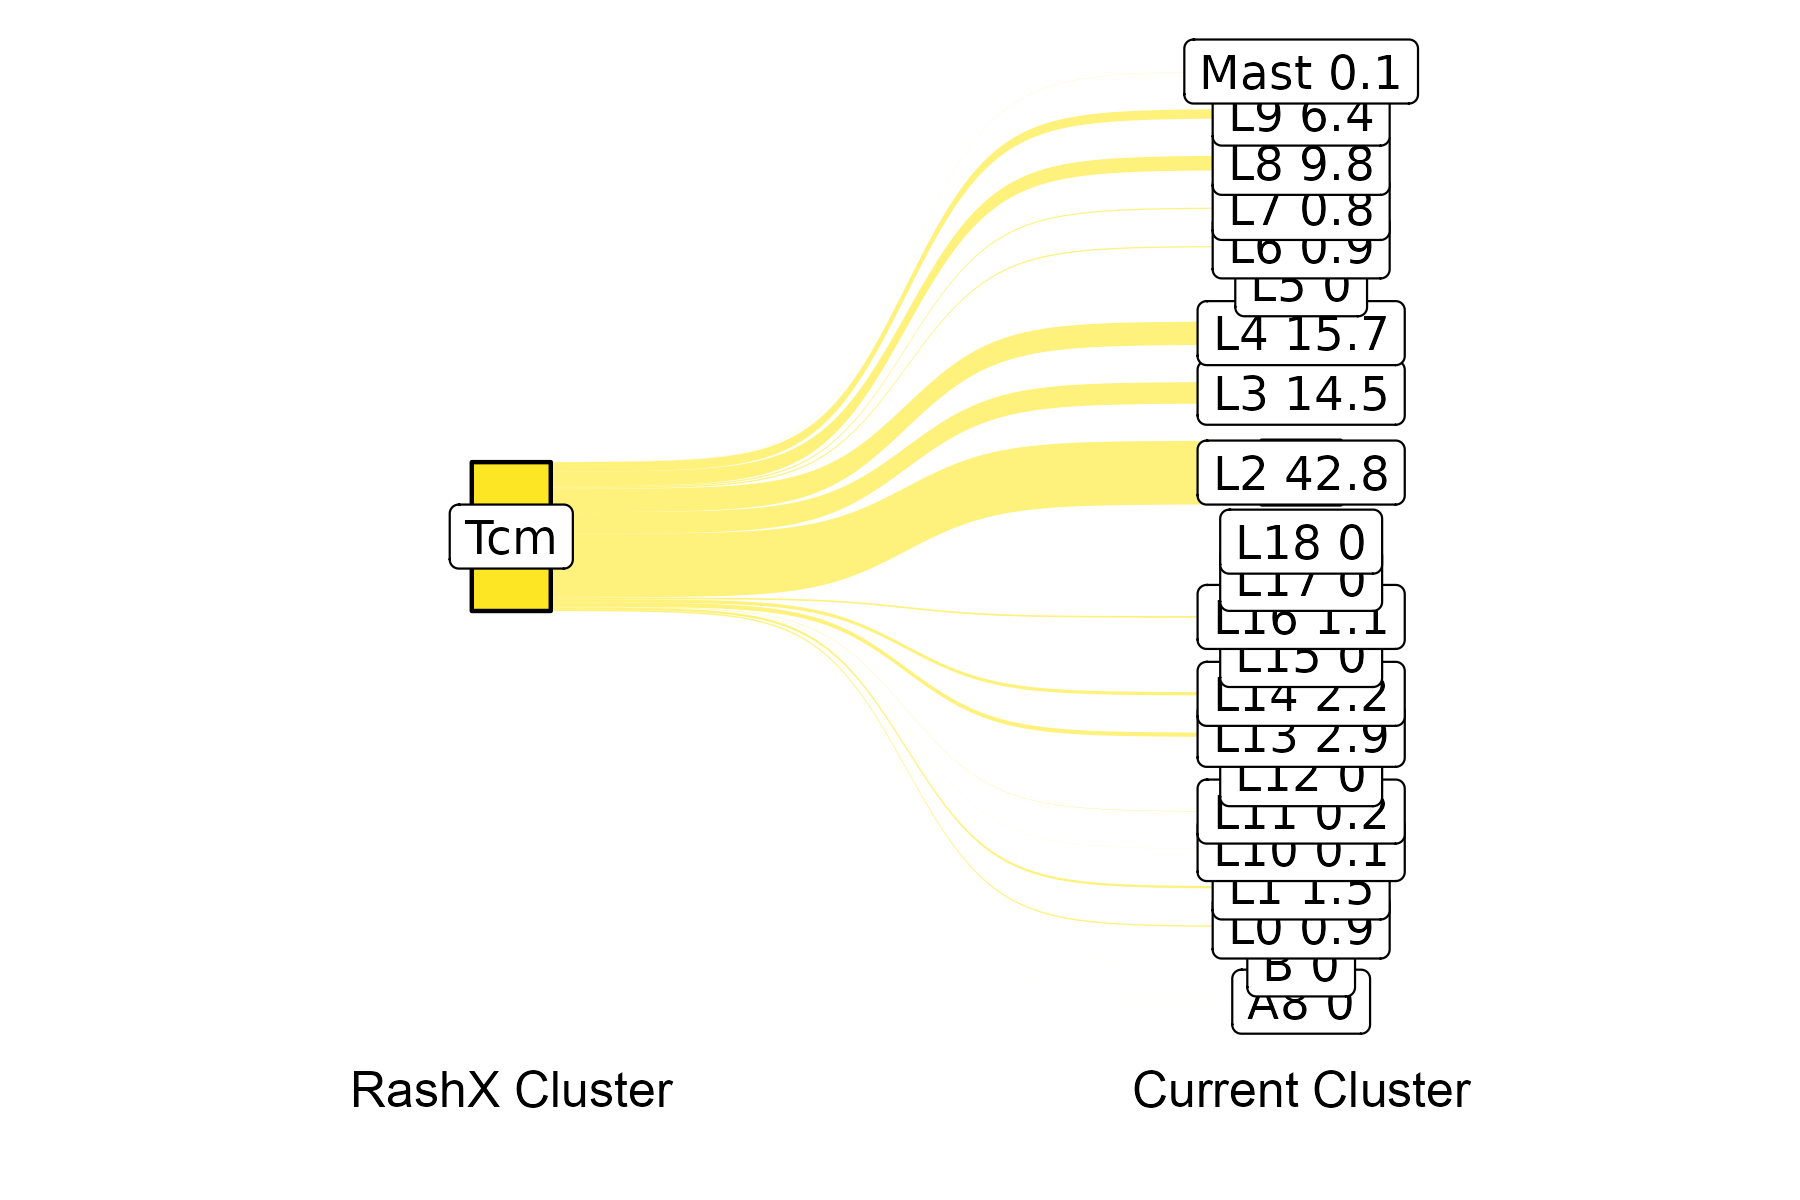 Mast 0.1
L9 6.4
L8 9.8
L7 0.8
L6 0.9
L5 0
L4 15.7
L3 14.5
L2 42.8
Tcm
L18 0
L17 0
L16 1.1
L15 0
L14 2.2
L13 2.9
L12 0
L11 0.2
L10 0.1
L1 1.5
L0 0.9
B 0
A8 0
RashX Cluster
Current Cluster